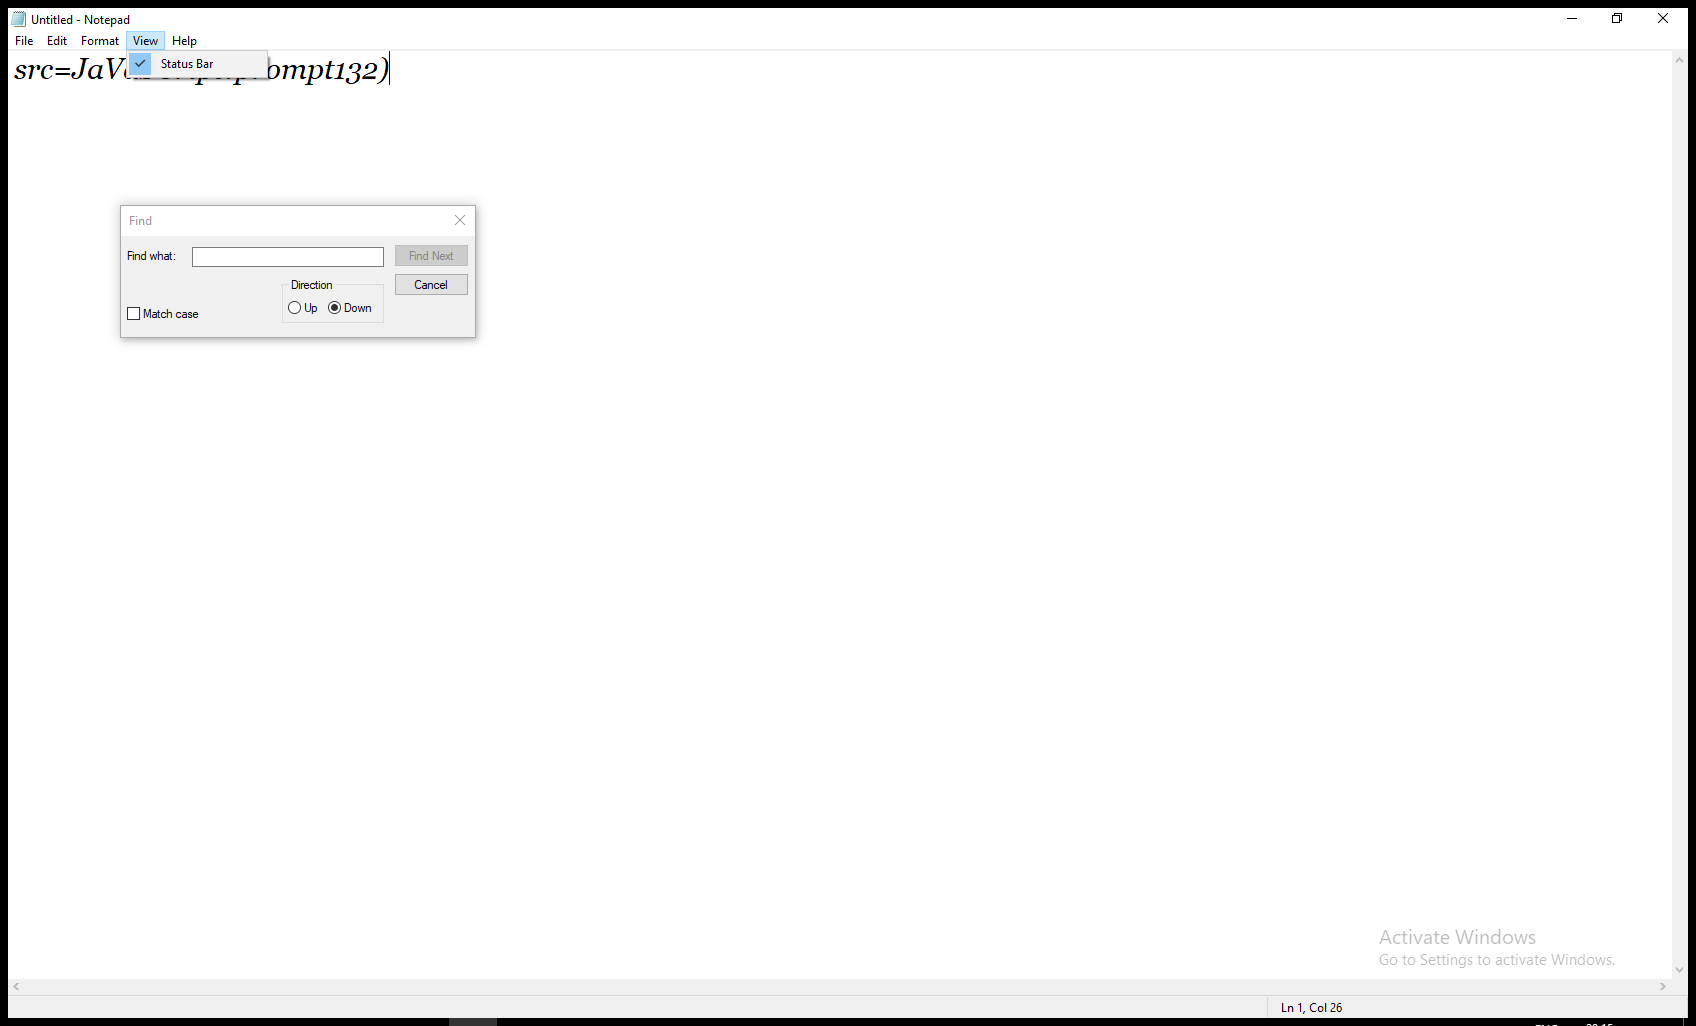 Untitled - Notepad
File Edit Format View Help
Status Bar
src=JaV ompt132)
Find
Find what:
Find Next
Direction
Cancel
Up Down
Match case
Activate Windows
Go to Settings to activate Windows.
Ln 1, Col 26